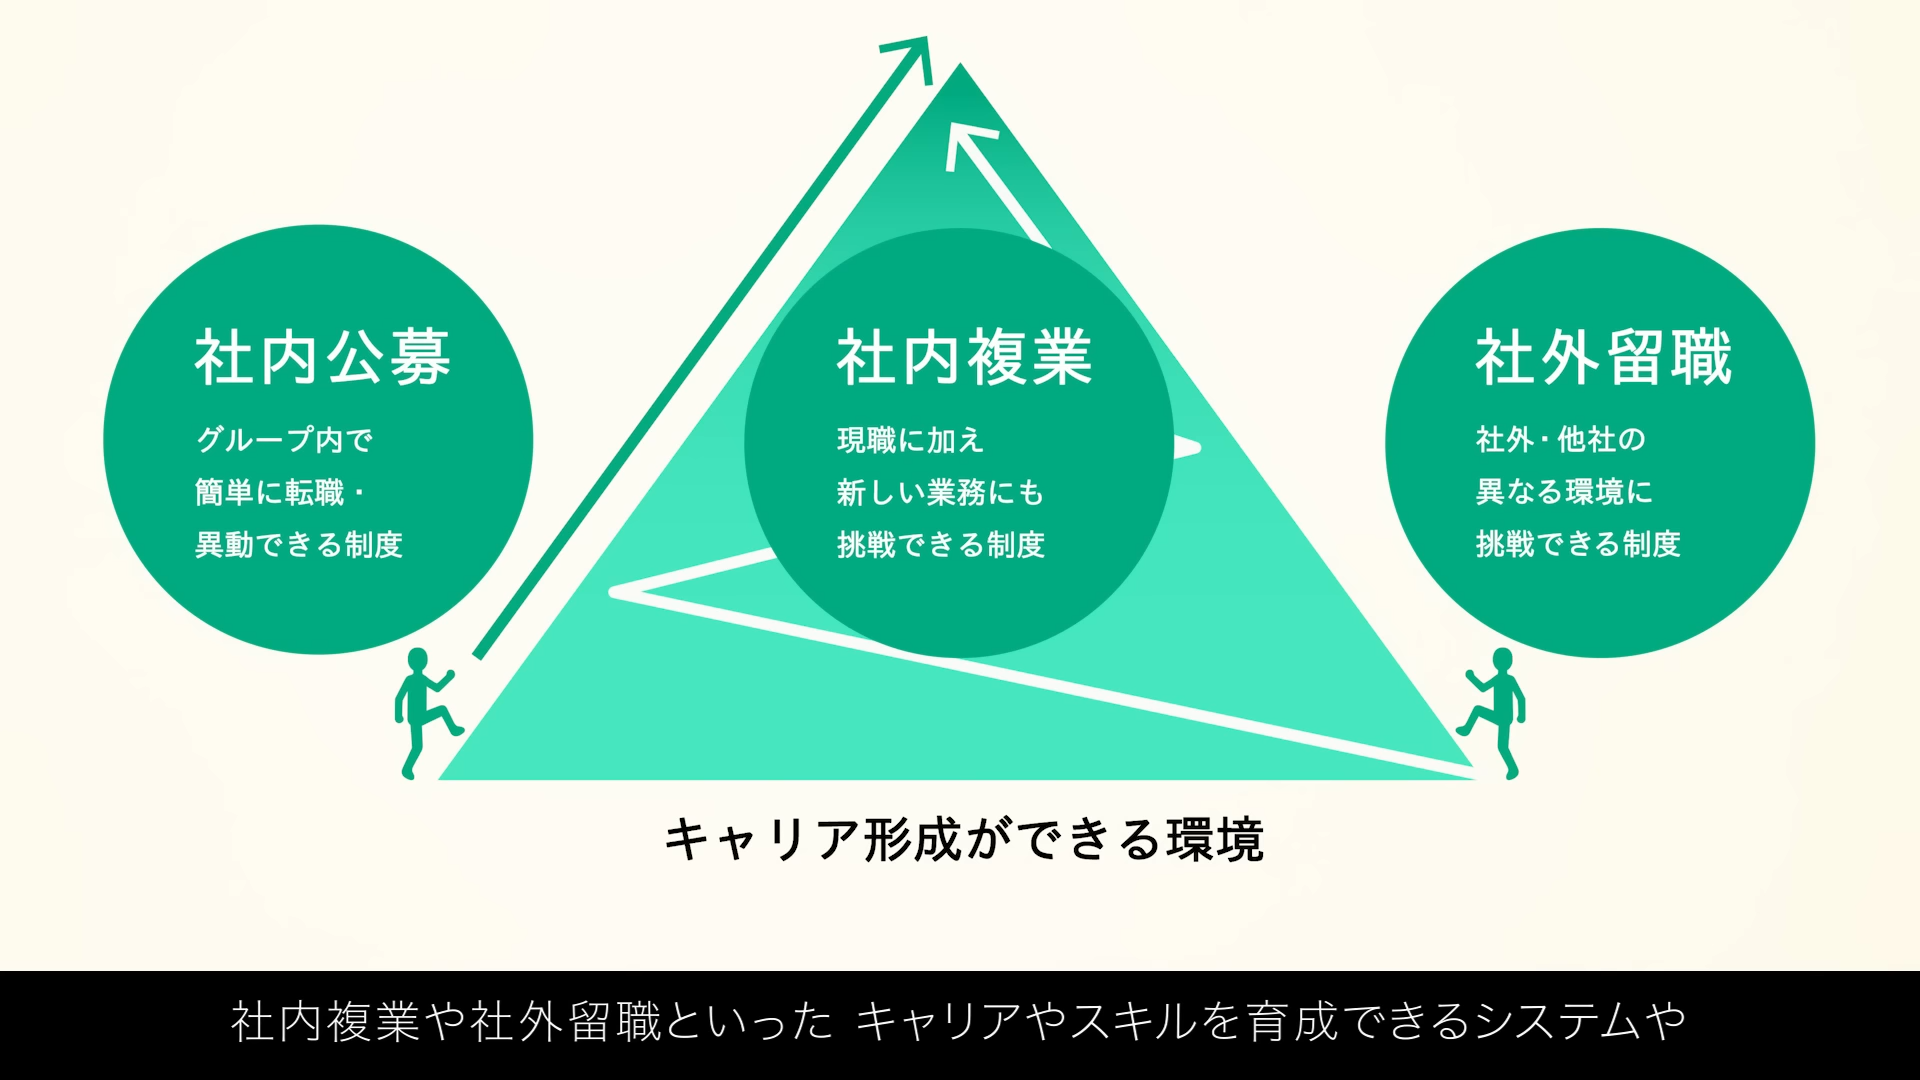 社内公募
グループ内で
簡単に転職・
異動できる制度
社内複業
現職に加え
新しい業務にも
挑戦できる制度
社外留職
社外・他社の
異なる環境に
挑戦できる制度
キャリア形成ができる環境
社内複業や社外留職といった キャリアやスキルを育成できるシステムや